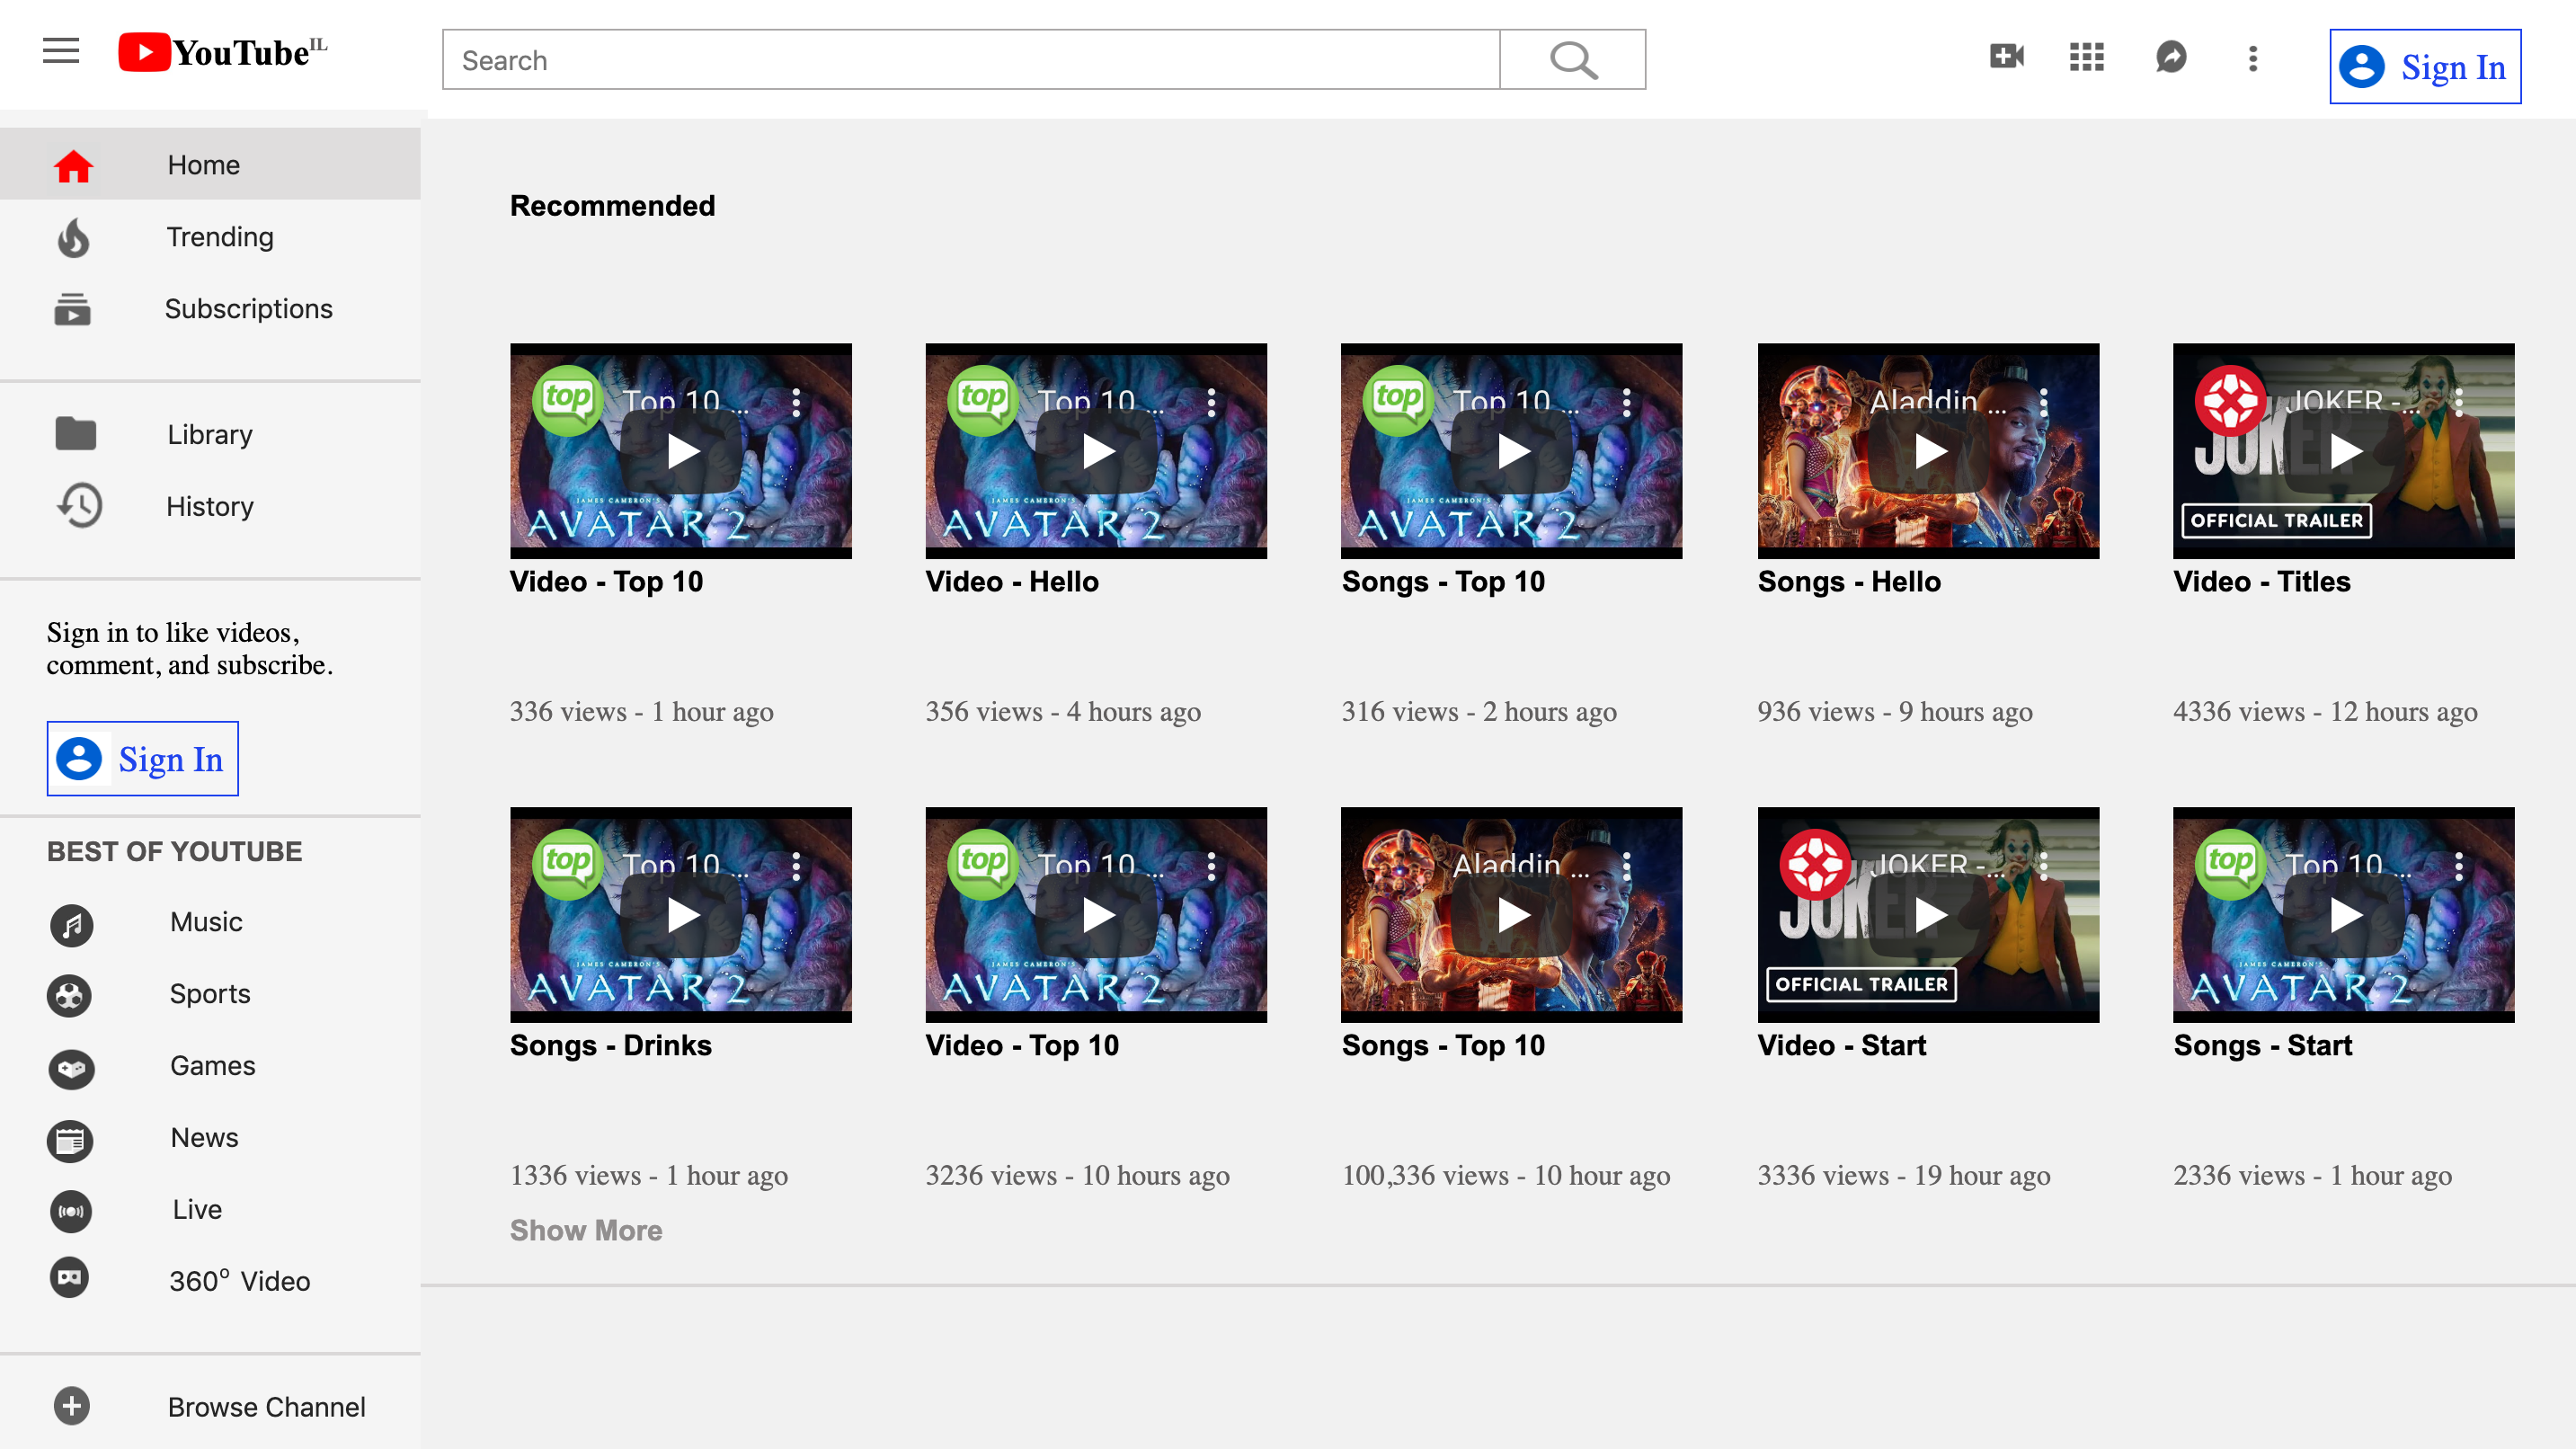 YouTube IL
Search
Sign In
Home
Trending
Subscriptions
Library
History
Sign in to like videos,
comment, and subscribe.
Sign In
BEST OF YOUTUBE
Music
Sports
Games
News
Live
360° Video
Browse Channel
Recommended
top Top 10 ...
JAMES CAMERON'S
AVATAR 2
Video - Top 10
336 views - 1 hour ago
top Top 10 ...
JAMES CAMERON'S
AVATAR 2
Video - Hello
356 views - 4 hours ago
top Top 10 ...
JAMES CAMERON'S
AVATAR 2
Songs - Top 10
316 views - 2 hours ago
Aladdin ...
Songs - Hello
936 views - 9 hours ago
JOKER -...
JOKER
OFFICIAL TRAILER
Video - Titles
4336 views - 12 hours ago
top Top 10 ...
JAMES CAMERON'S
AVATAR 2
Songs - Drinks
1336 views - 1 hour ago
top Top 10 ...
JAMES CAMERON'S
AVATAR 2
Video - Top 10
3236 views - 10 hours ago
Aladdin ...
Songs - Top 10
100,336 views - 10 hour ago
JOKER -...
JOKER
OFFICIAL TRAILER
Video - Start
3336 views - 19 hour ago
top Top 10 ...
JAMES CAMERON'S
AVATAR 2
Songs - Start
2336 views - 1 hour ago
Show More